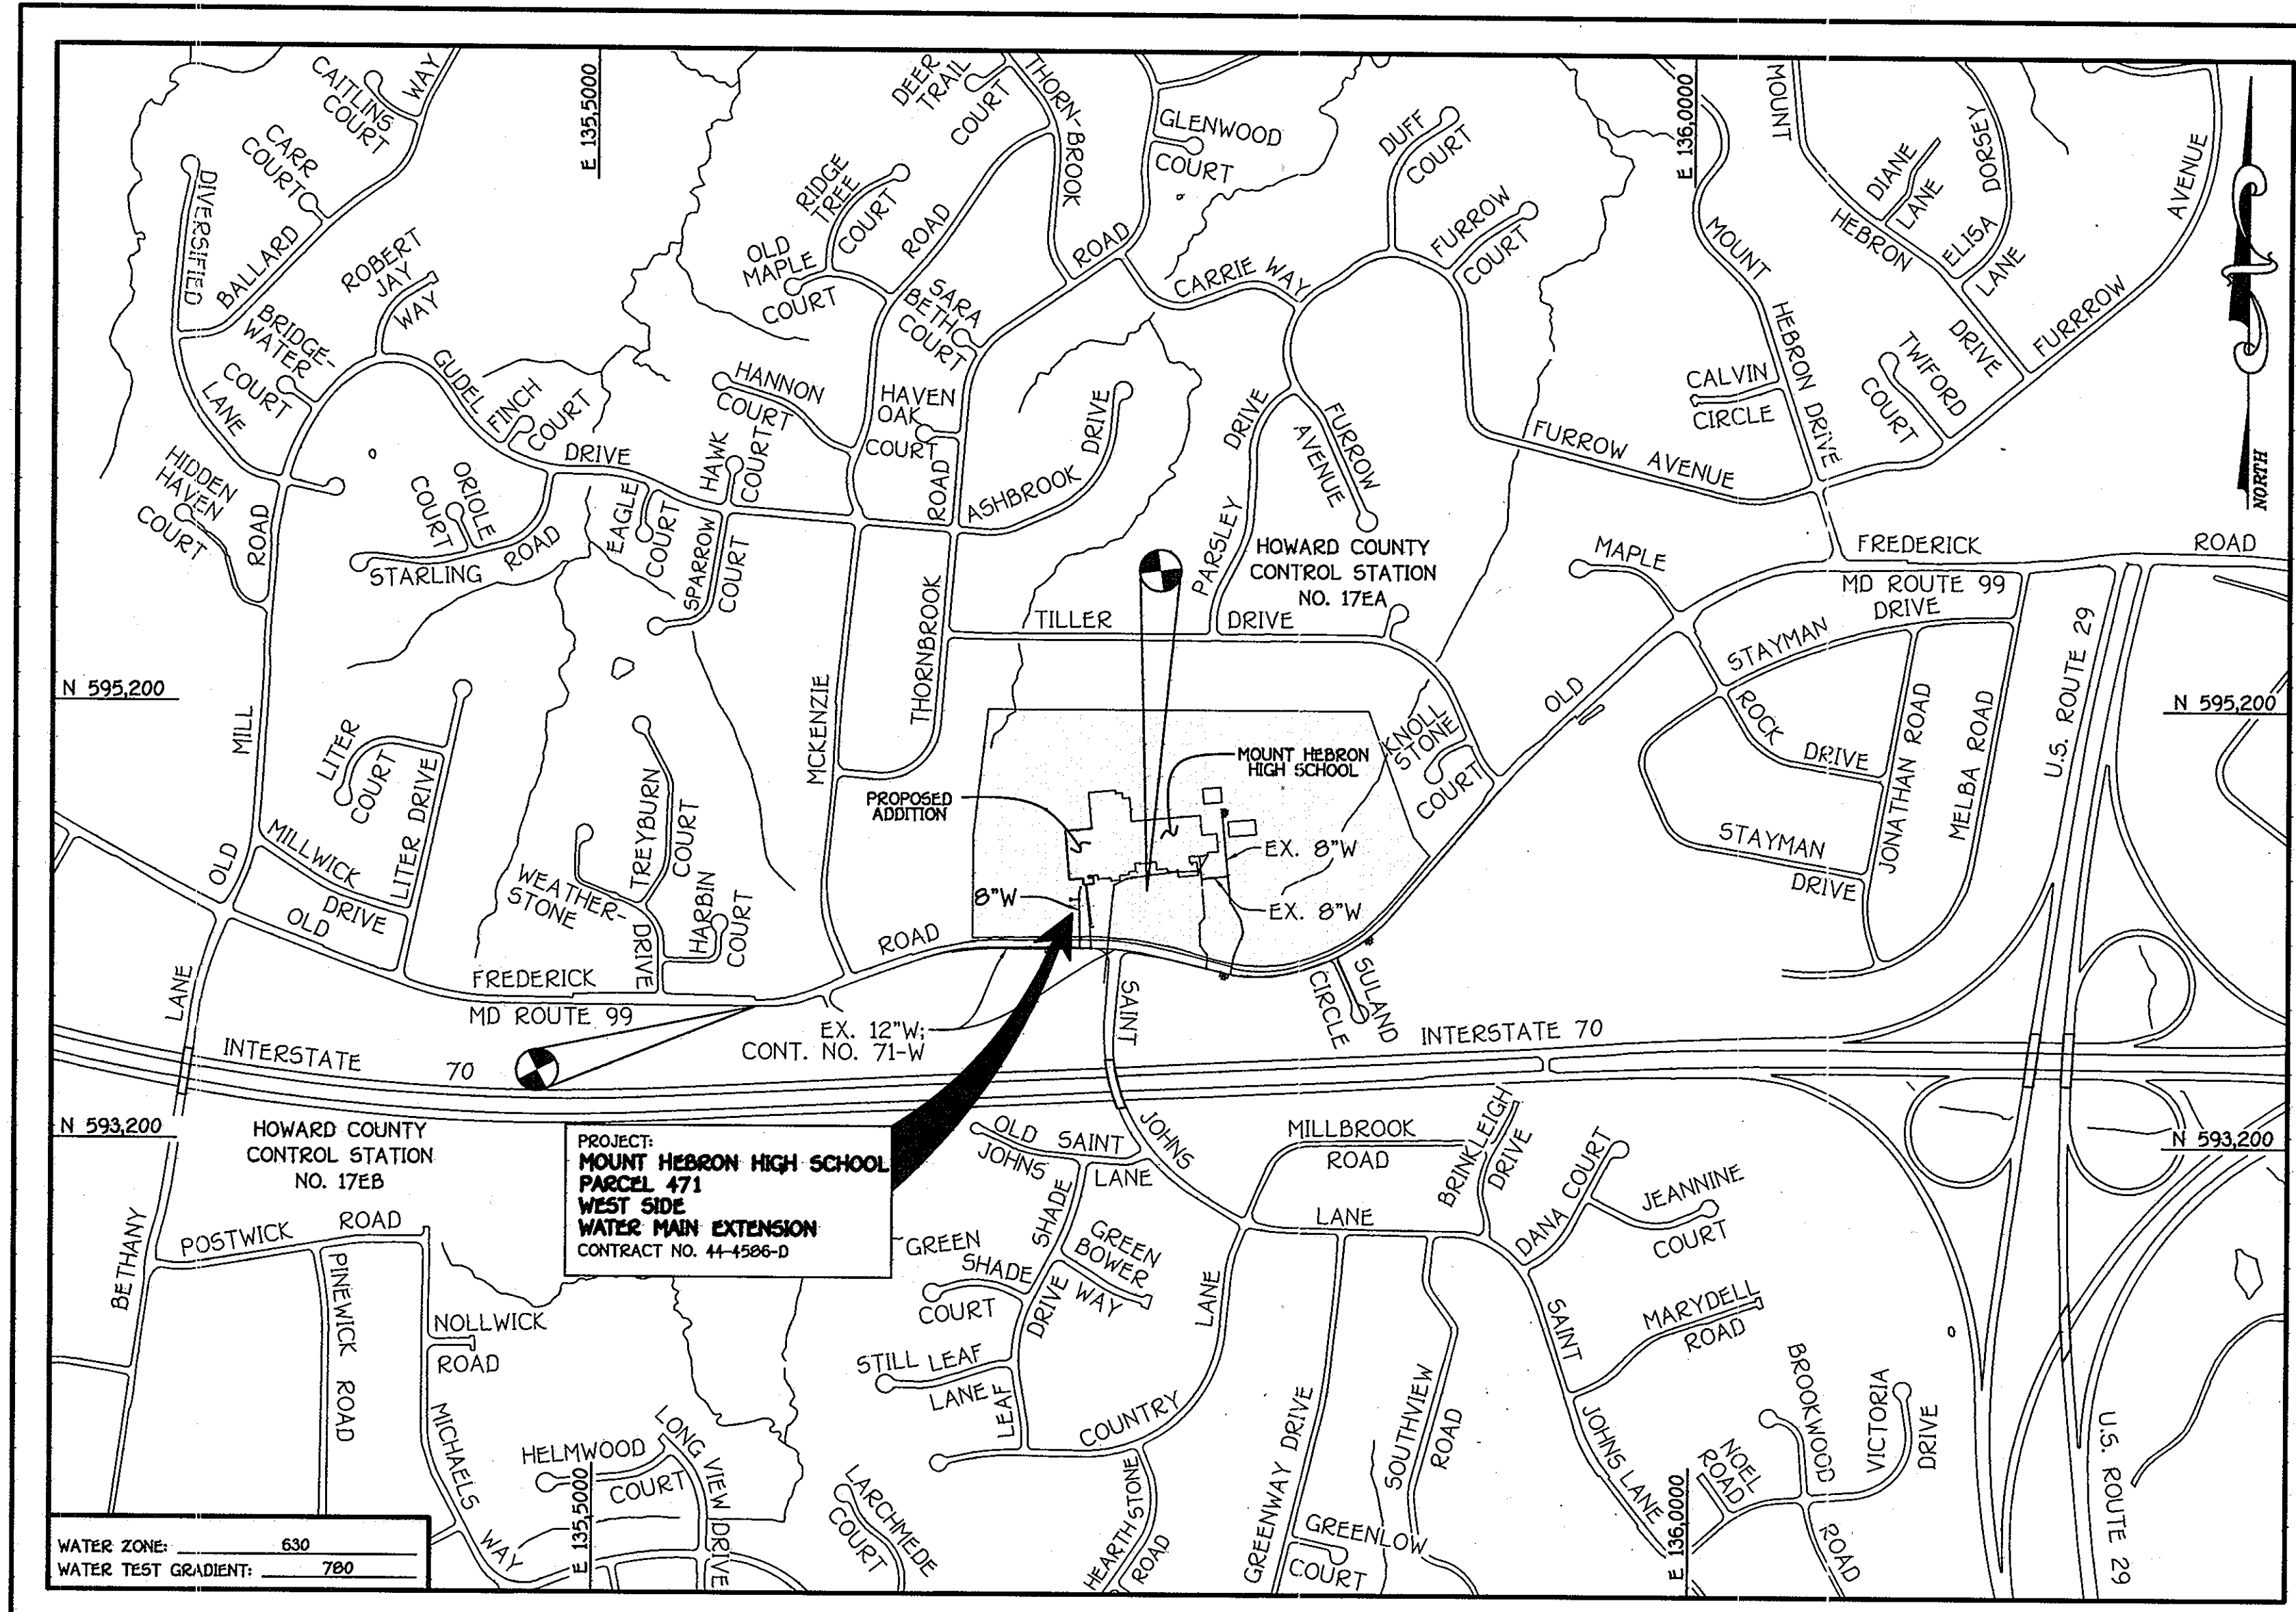 CAITLINS
COURT
WAY
E 135,5000
DEER
TRAIL
COURT
THORN-BROOK
GLENWOOD
COURT
DUFF
COURT
E 136,0000
MOUNT
DIANE
LANE
DORSEY
AVENUE
CARR
COURT
DIVERSIFIED
BALLARD
ROBERT
JAY
WAY
RIDGE
TREE
COURT
ROAD
OLD
MAPLE
COURT
ROAD
CARRIE WAY
FURROW
COURT
MOUNT
HEBRON
ELISA
LANE
NORTH
BRIDGE-
WATER
COURT
LANE
GUDEL
FINCH
COURT
DRIVE
HANNON
COURT
SARA
BETH
COURT
HAVEN
OAK
COURT
ROAD
ASHBROOK
DRIVE
DRIVE
FURROW
AVENUE
FURROW AVENUE
HEBRON DRIVE
CALVIN
CIRCLE
TWIFORD
COURT
DRIVE
FURRROW
HIDDEN
HAVEN
COURT
ROAD
ORIOLE
COURT
STARLING
ROAD
EAGLE
COURT
HAWK
COURT
SPARROW
COURT
PARSLEY
HOWARD COUNTY
CONTROL STATION
NO. 17EA
MAPLE
FREDERICK
ROAD
MD ROUTE 99
DRIVE
STAYMAN
THORNBROOK
TILLER
DRIVE
N 595,200
MILL
LITER
COURT
LITER DRIVE
MCKENZIE
OLD
ROCK
DRIVE
JONATHAN ROAD
MELBA ROAD
U.S. ROUTE 29
N 595,200
KNOLL
STONE
COURT
MOUNT HEBRON
HIGH SCHOOL
PROPOSED
ADDITION
EX. 8"W
8"W
EX. 8"W
STAYMAN
DRIVE
OLD
MILLWICK
DRIVE
OLD
TREYBURN
COURT
WEATHER-
STONE
DRIVE
HARBIN
COURT
ROAD
LANE
FREDERICK
MD ROUTE 99
SAINT
SULAND
CIRCLE
EX. 12"W;
CONT. NO. 71-W
INTERSTATE
70
INTERSTATE 70
N 593,200
HOWARD COUNTY
CONTROL STATION
NO. 17EB
PROJECT:
MOUNT HEBRON HIGH SCHOOL
PARCEL 471
WEST SIDE
WATER MAIN EXTENSION
CONTRACT NO. 44-4586-D
OLD SAINT
JOHNS
LANE
JOHNS
MILLBROOK
ROAD
BRINKLEIGH
DRIVE
DANA COURT
JEANNINE
COURT
N 593,200
BETHANY
POSTWICK
ROAD
PINEWICK
ROAD
NOLLWICK
ROAD
GREEN
SHADE
COURT
SHADE
DRIVE
GREEN
BOWER
WAY
LANE
LANE
SAINT
MARYDELL
ROAD
STILL LEAF
LANE
LEAF
COUNTRY
GREENWAY DRIVE
SOUTHVIEW
ROAD
JOHNS LANE
BROOKWOOD
ROAD
VICTORIA
DRIVE
NOEL
ROAD
U.S. ROUTE 29
MICHAELS
WAY
HELMWOOD
COURT
LONG VIEW
DRIVE
E 135,5000
LARCHMEDE
COURT
HEARTHSTONE
ROAD
GREENLOW
COURT
E 136,0000
WATER ZONE: 630
WATER TEST GRADIENT: 780